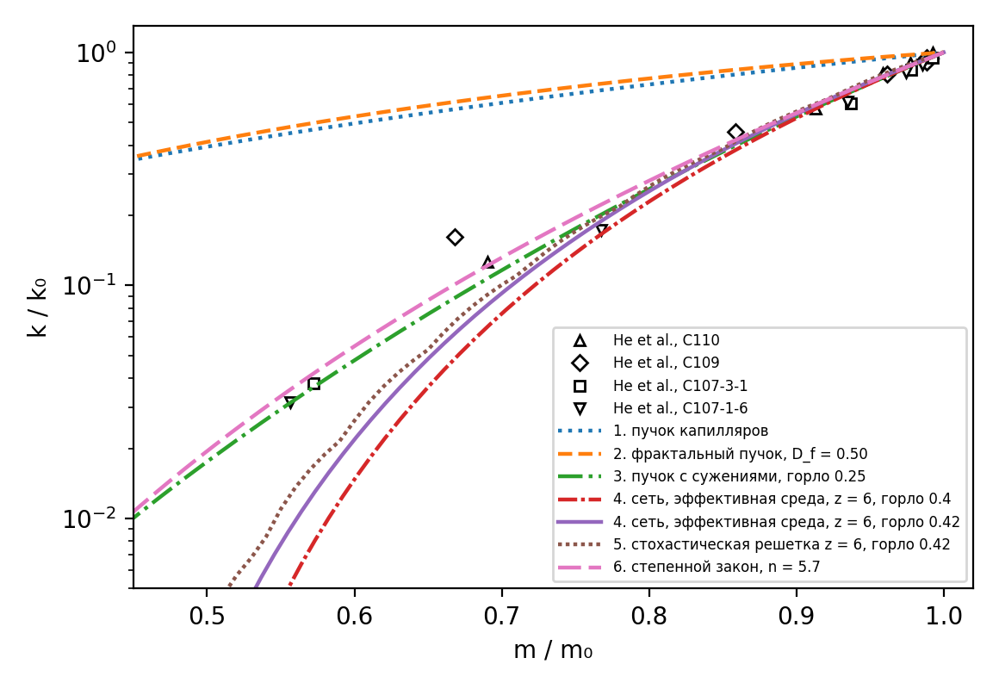 10⁰
10⁻¹
10⁻²
k / k₀
He et al., C110
He et al., C109
He et al., C107-3-1
He et al., C107-1-6
1. пучок капилляров
2. фрактальный пучок, D_f = 0.50
3. пучок с сужениями, горло 0.25
4. сеть, эффективная среда, z = 6, горло 0.4
4. сеть, эффективная среда, z = 6, горло 0.42
5. стохастическая решетка z = 6, горло 0.42
6. степенной закон, n = 5.7
0.5 0.6 0.7 0.8 0.9 1.0
m / m₀